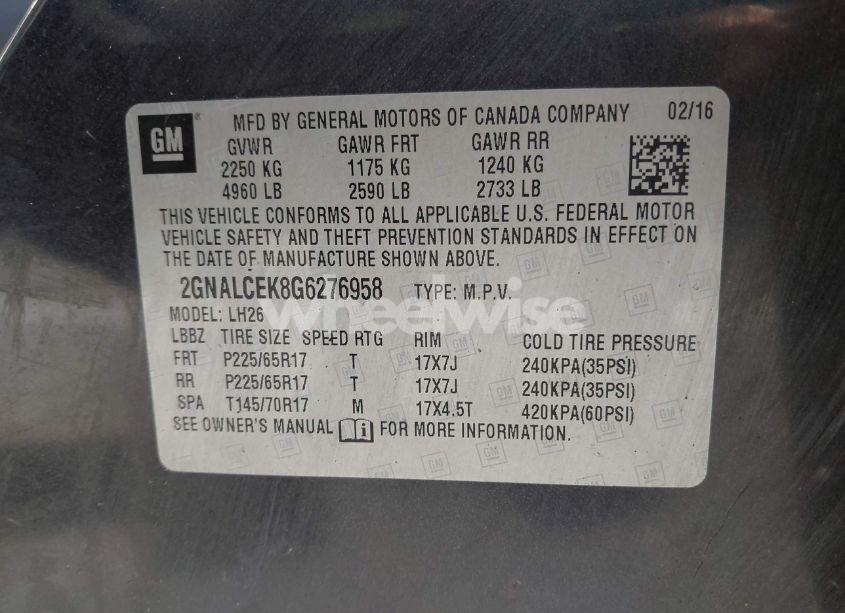 GM
MFD BY GENERAL MOTORS OF CANADA COMPANY 02/16
GVWR GAWR FRT GAWR RR
2250 KG 1175 KG 1240 KG
4960 LB 2590 LB 2733 LB
THIS VEHICLE CONFORMS TO ALL APPLICABLE U.S. FEDERAL MOTOR
VEHICLE SAFETY AND THEFT PREVENTION STANDARDS IN EFFECT ON
THE DATE OF MANUFACTURE SHOWN ABOVE.
2GNALCEK8G6276958 TYPE: M.P.V.
wheelwise
MODEL: LH26
LBBZ TIRE SIZE SPEED RTG RIM COLD TIRE PRESSURE
FRT P225/65R17 T 17X7J 240KPA(35PSI)
RR P225/65R17 T 17X7J 240KPA(35PSI)
SPA T145/70R17 M 17X4.5T 420KPA(60PSI)
SEE OWNER'S MANUAL i FOR MORE INFORMATION.